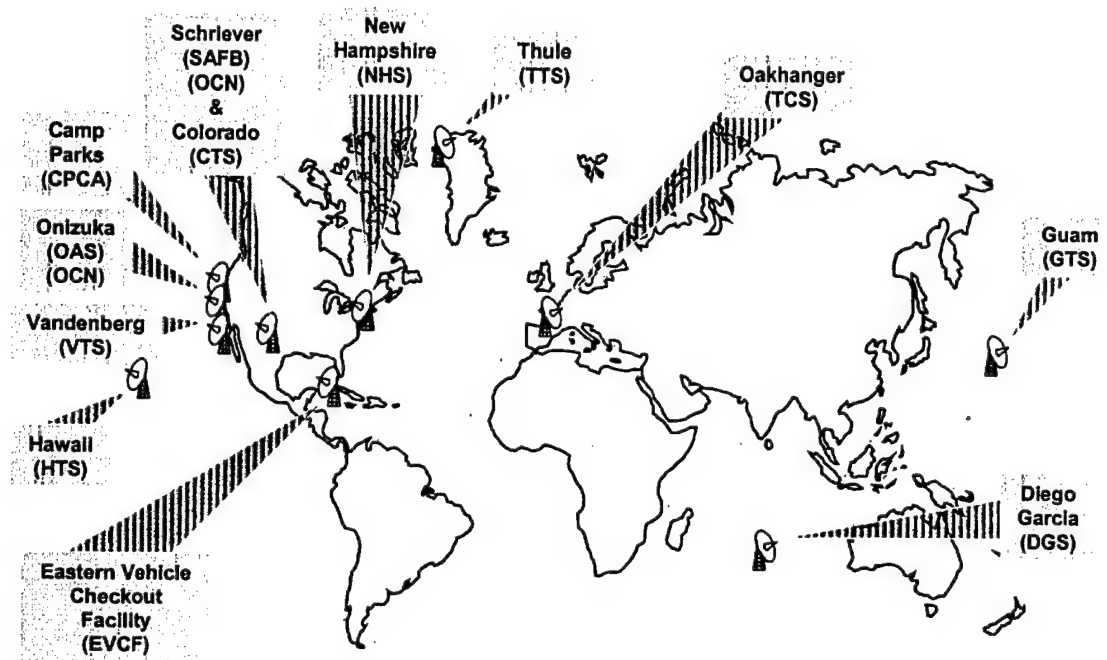 Schriever
(SAFB)
(OCN)
&
Colorado
(CTS)
New
Hampshire
(NHS)
Thule
(TTS)
Oakhanger
(TCS)
Camp
Parks
(CPCA)
Onizuka
(OAS)
(OCN)
Guam
(GTS)
Vandenberg
(VTS)
Hawaii
(HTS)
Diego
Garcia
(DGS)
Eastern Vehicle
Checkout
Facility
(EVCF)